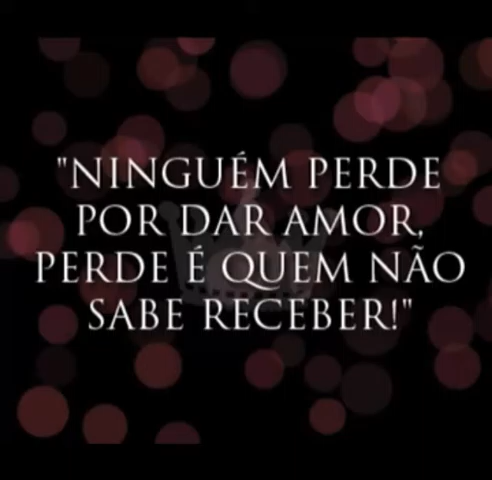 "NINGUÉM PERDE
POR DAR AMOR,
PERDE É QUEM NÃO
SABE RECEBER!"